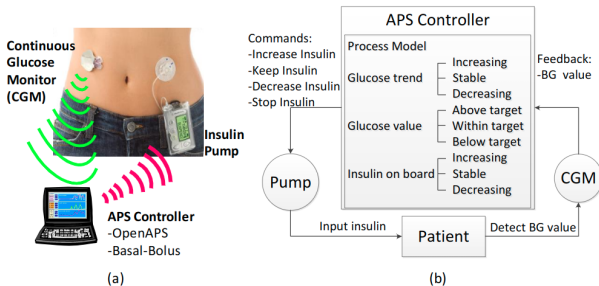 Continuous
Glucose
Monitor
(CGM)
Insulin
Pump
APS Controller
-OpenAPS
-Basal-Bolus
(a)
Commands:
-Increase Insulin
-Keep Insulin
-Decrease Insulin
-Stop Insulin
APS Controller
Process Model
Glucose trend
Increasing
Stable
Decreasing
Glucose value
Above target
Within target
Below target
Insulin on board
Increasing
Stable
Decreasing
Feedback:
-BG value
Pump
CGM
Input insulin
Patient
Detect BG value
(b)